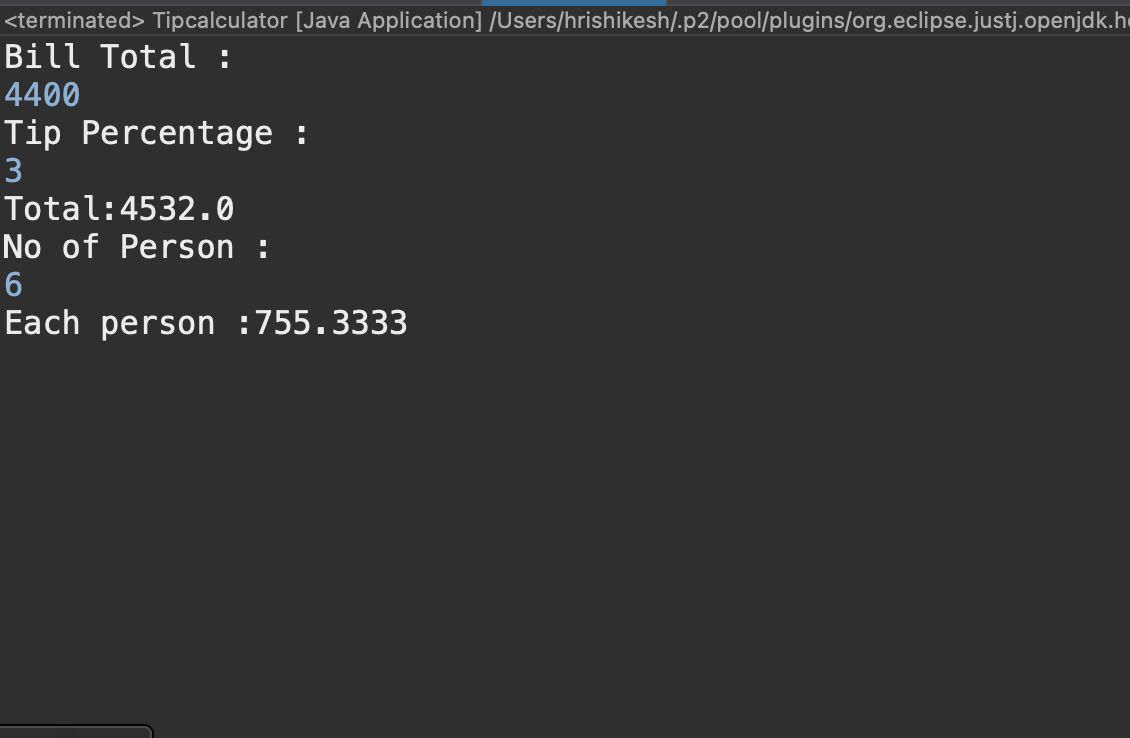 <terminated> Tipcalculator [Java Application] /Users/hrishikesh/.p2/pool/plugins/org.eclipse.justj.openjdk.h
Bill Total :
4400
Tip Percentage :
3
Total:4532.0
No of Person :
6
Each person :755.3333